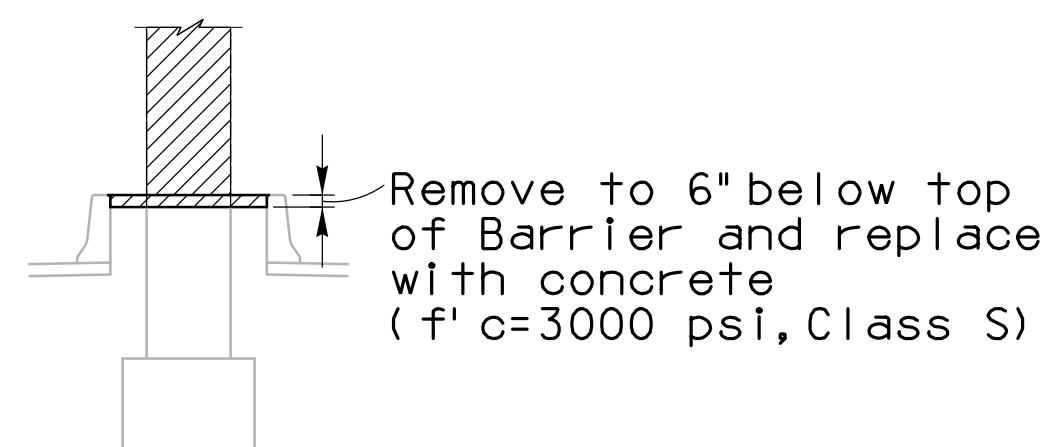 Remove to 6" below top
of Barrier and replace
with concrete
(f'c=3000 psi, Class S)